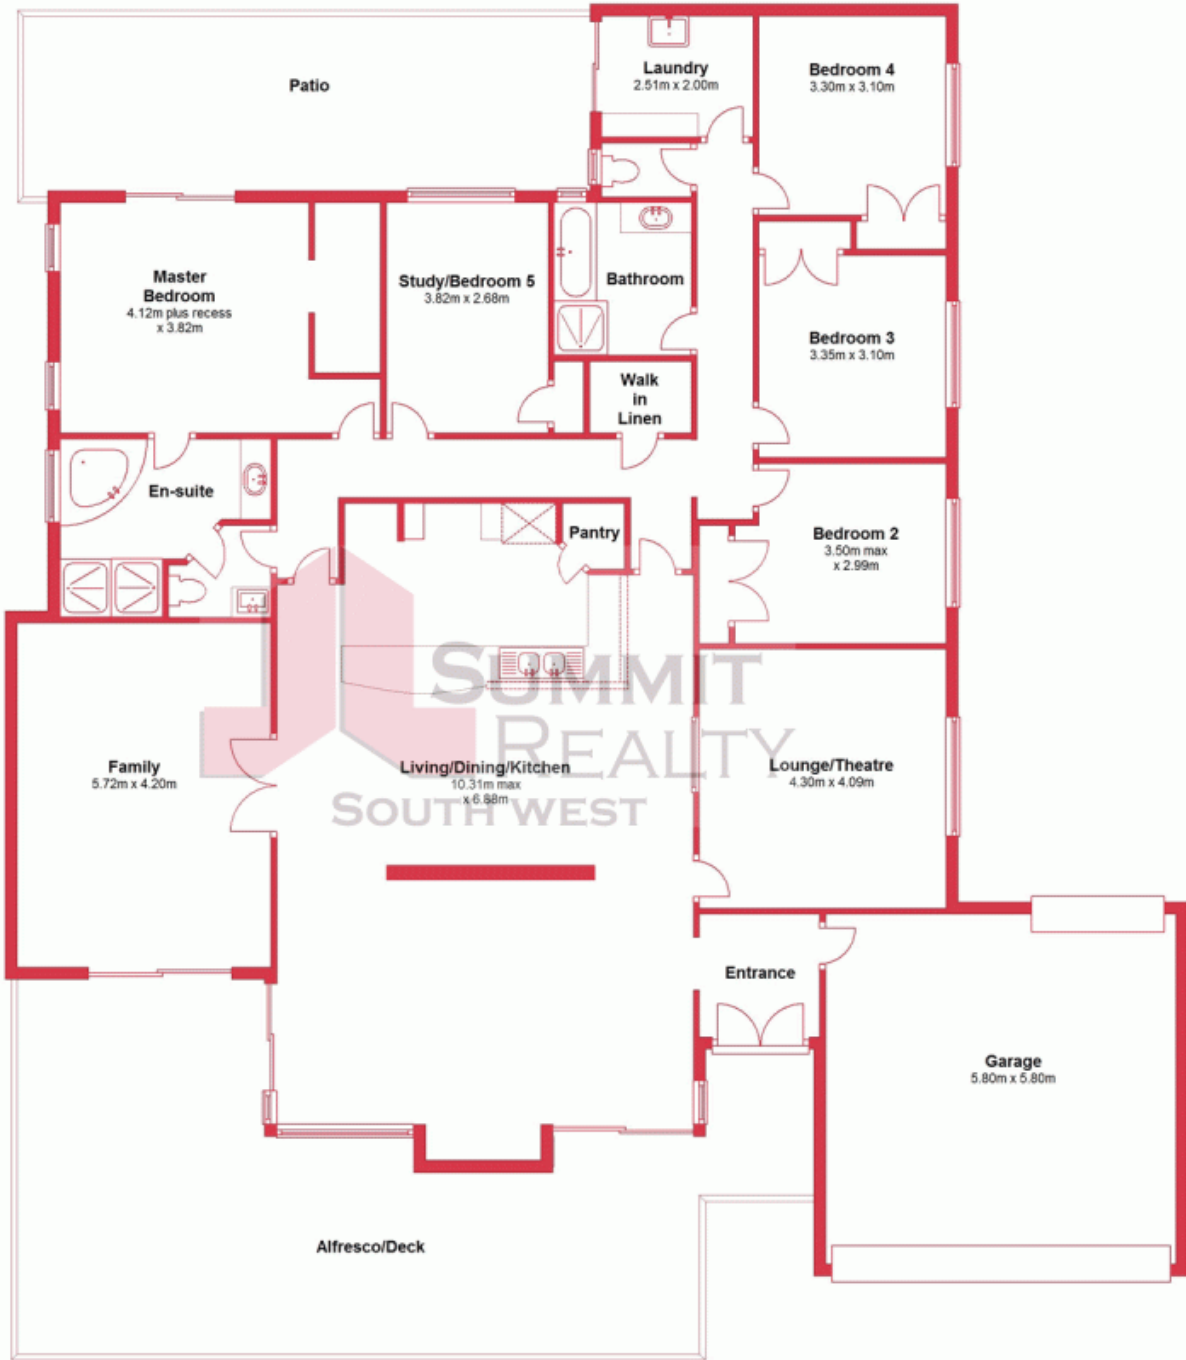 Patio
Laundry
2.51m x 2.00m
Bedroom 4
3.30m x 3.10m
Master
Bedroom
4.12m plus recess
x 3.82m
Study/Bedroom 5
3.82m x 2.68m
Bathroom
Bedroom 3
3.35m x 3.10m
Walk
in
Linen
En-suite
Pantry
Bedroom 2
3.50m max
x 2.99m
SUMMIT
REALTY
SOUTH WEST
Family
5.72m x 4.20m
Living/Dining/Kitchen
10.31m max
x 6.88m
Lounge/Theatre
4.30m x 4.09m
Entrance
Garage
5.80m x 5.80m
Alfresco/Deck